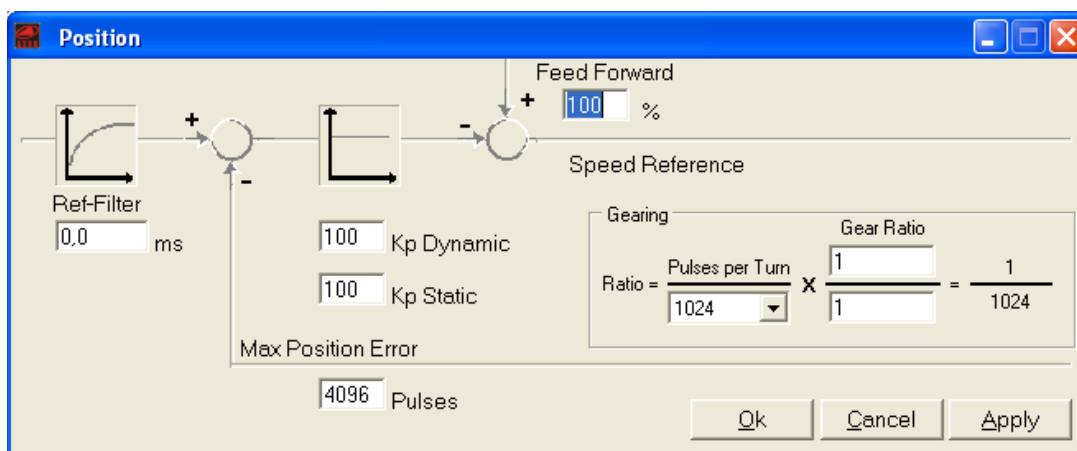 Position
Feed Forward
+
100 %
+
-
Speed Reference
-
Ref-Filter
0,0 ms
100 Kp Dynamic
100 Kp Static
Gearing
Gear Ratio
Ratio = Pulses per Turn X 1 = 1
1024 1 1024
Max Position Error
4096 Pulses
Ok Cancel Apply